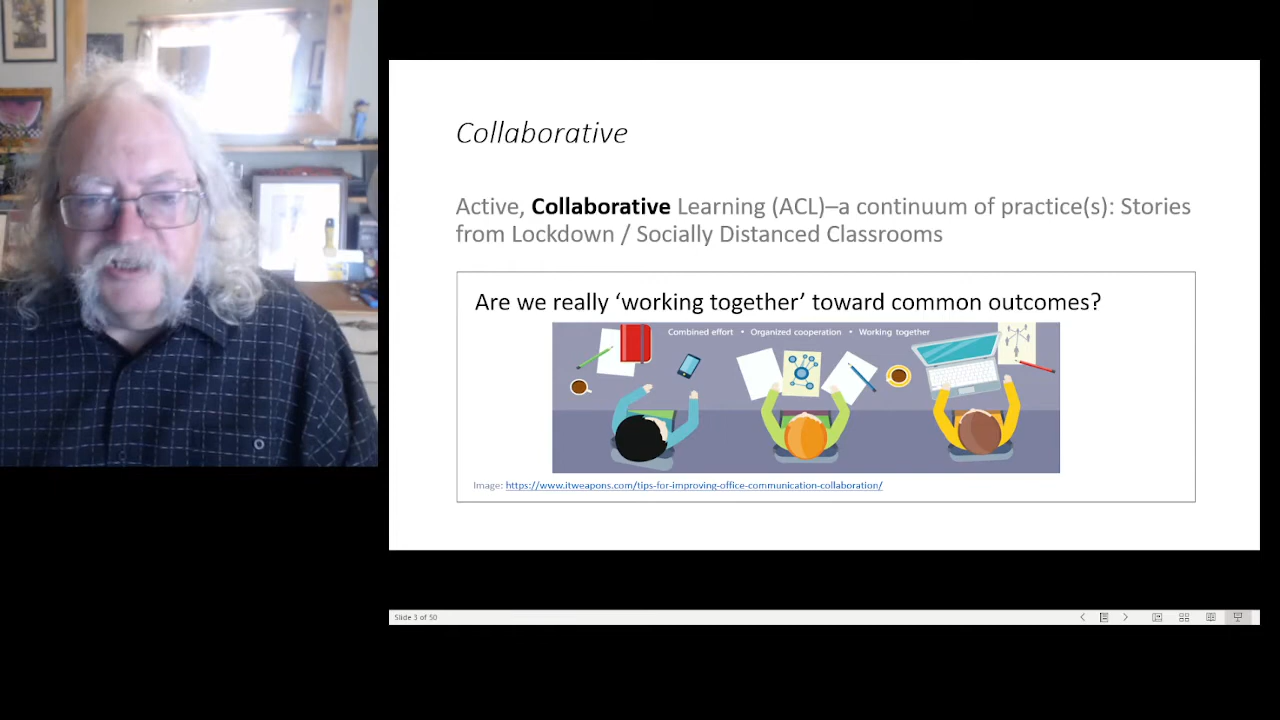 Collaborative
Active, Collaborative Learning (ACL)–a continuum of practice(s): Stories
from Lockdown / Socially Distanced Classrooms
Are we really ‘working together’ toward common outcomes?
Combined effort • Organized cooperation • Working together
Image: https://www.itweapons.com/tips-for-improving-office-communication-collaboration/
Slide 3 of 50